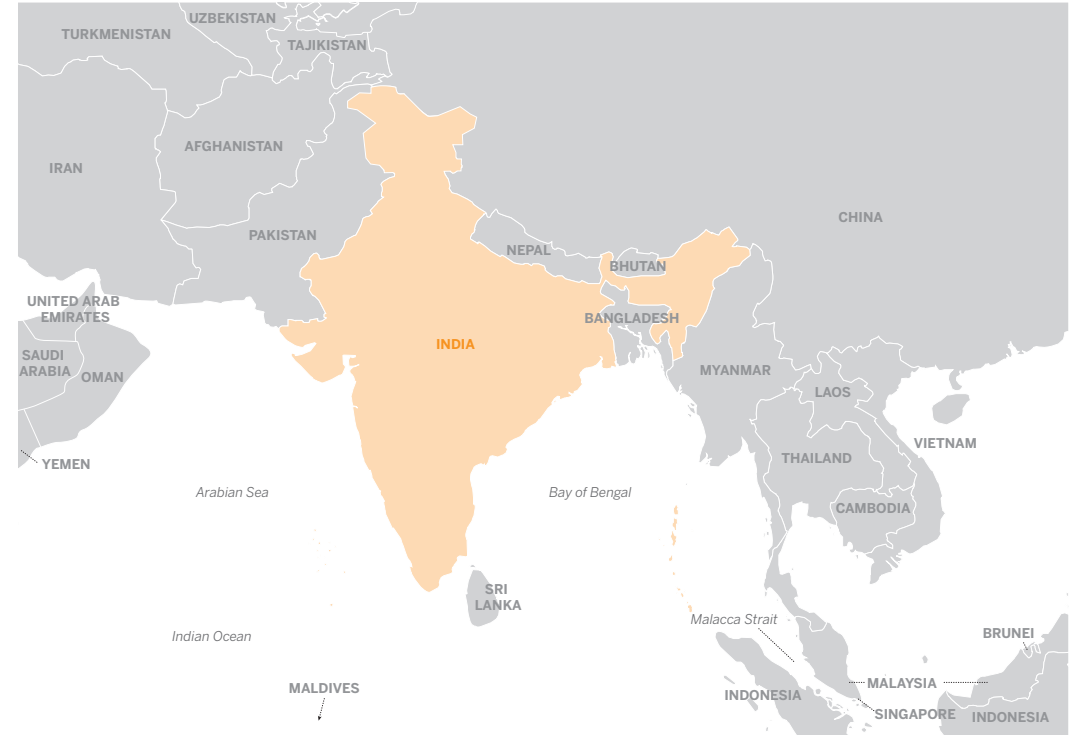 UZBEKISTAN
TURKMENISTAN
TAJIKISTAN
AFGHANISTAN
IRAN
CHINA
PAKISTAN
NEPAL
BHUTAN
UNITED ARAB
EMIRATES
BANGLADESH
INDIA
SAUDI
ARABIA
OMAN
MYANMAR
LAOS
VIETNAM
THAILAND
YEMEN
Arabian Sea
Bay of Bengal
CAMBODIA
SRI
LANKA
Malacca Strait
Indian Ocean
BRUNEI
MALDIVES
MALAYSIA
INDONESIA
SINGAPORE
INDONESIA